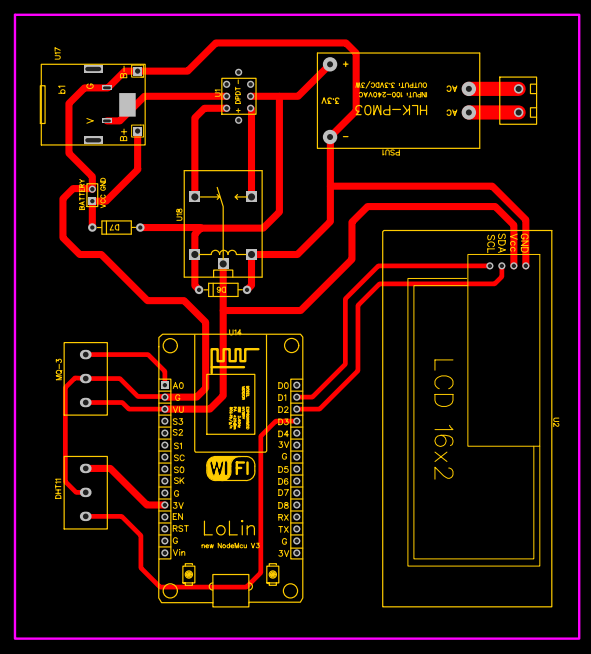 U17
b1
G
V
B-
B+
U1
- DPDT +
+
3.3V
-
HLK-PM03
INPUT: 100-240VAC
OUTPUT: 3.3VDC/3W
AC
AC
PSU1
BATTERY
VCC GND
D7
U18
D6
SCL
SDA
Vcc
GND
LCD 16x2
U2
U14
MQ-3
DHT11
A0
G
VU
S3
S2
S1
SC
S0
SK
G
3V
EN
RST
G
Vin
D0
D1
D2
D3
D4
3V
G
D5
D6
D7
D8
RX
TX
G
3V
WiFi
LoLin
new NodeMcu V3